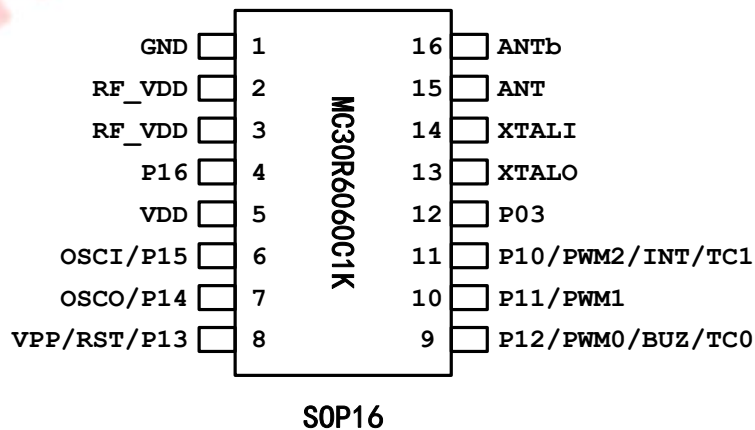 GND 1 16 ANTb
RF_VDD 2 15 ANT
RF_VDD 3 14 XTALI
P16 4 13 XTALO
VDD 5 12 P03
OSCI/P15 6 11 P10/PWM2/INT/TC1
OSCO/P14 7 10 P11/PWM1
VPP/RST/P13 8 9 P12/PWM0/BUZ/TC0
MC30R6060C1K
SOP16